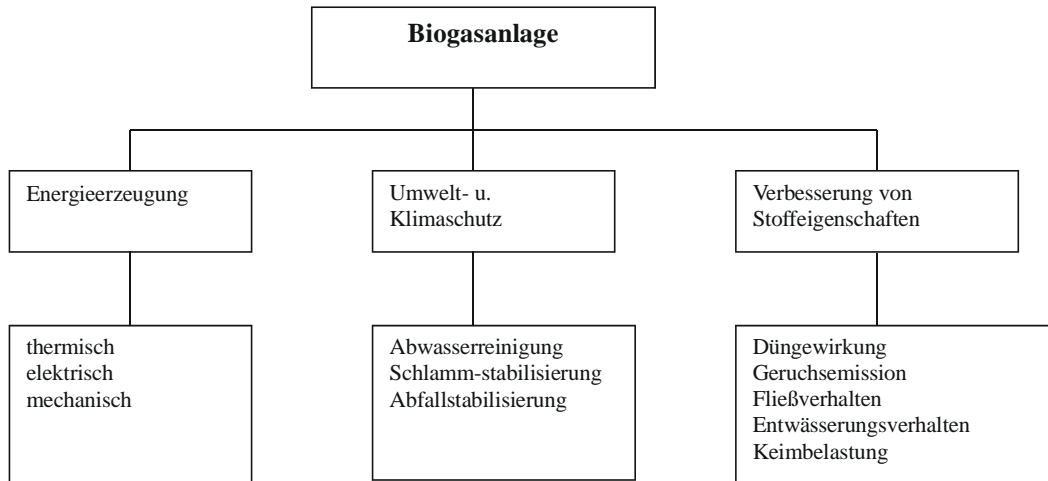 Biogasanlage
Energieerzeugung
Umwelt- u.
Klimaschutz
Verbesserung von
Stoffeigenschaften
thermisch
elektrisch
mechanisch
Abwasserreinigung
Schlamm-stabilisierung
Abfallstabilisierung
Düngewirkung
Geruchsemission
Fließverhalten
Entwässerungsverhalten
Keimbelastung